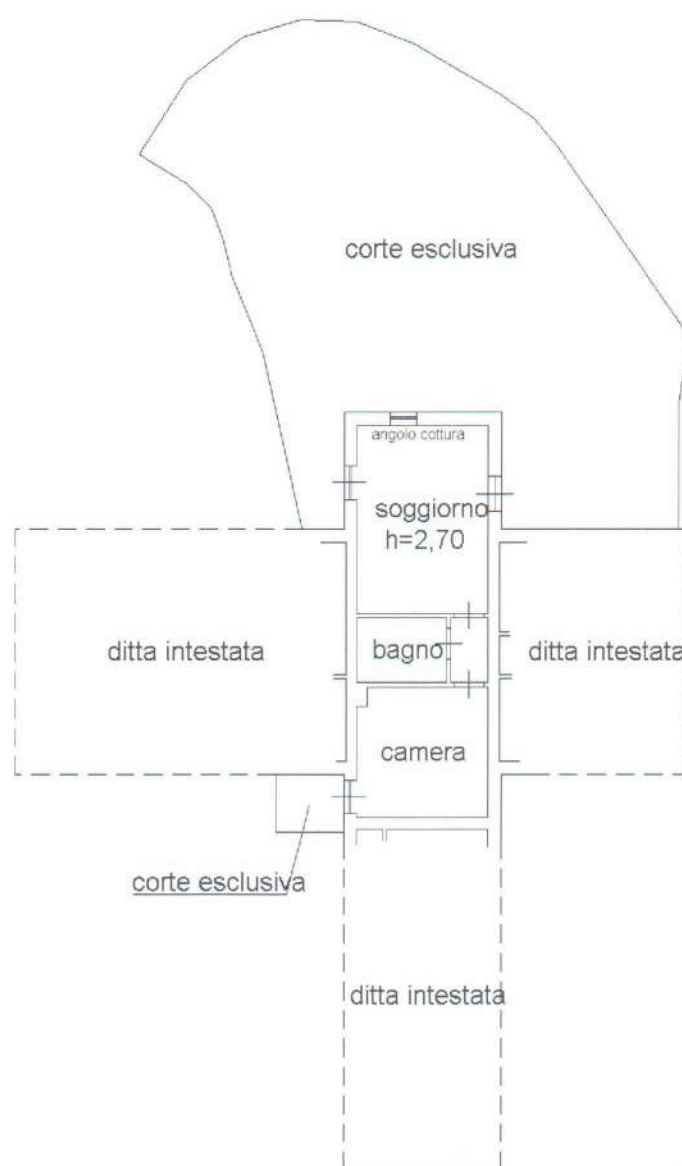 corte esclusiva
angolo cottura
soggiorno
h=2,70
ditta intestata
bagno
ditta intestata
camera
corte esclusiva
ditta intestata